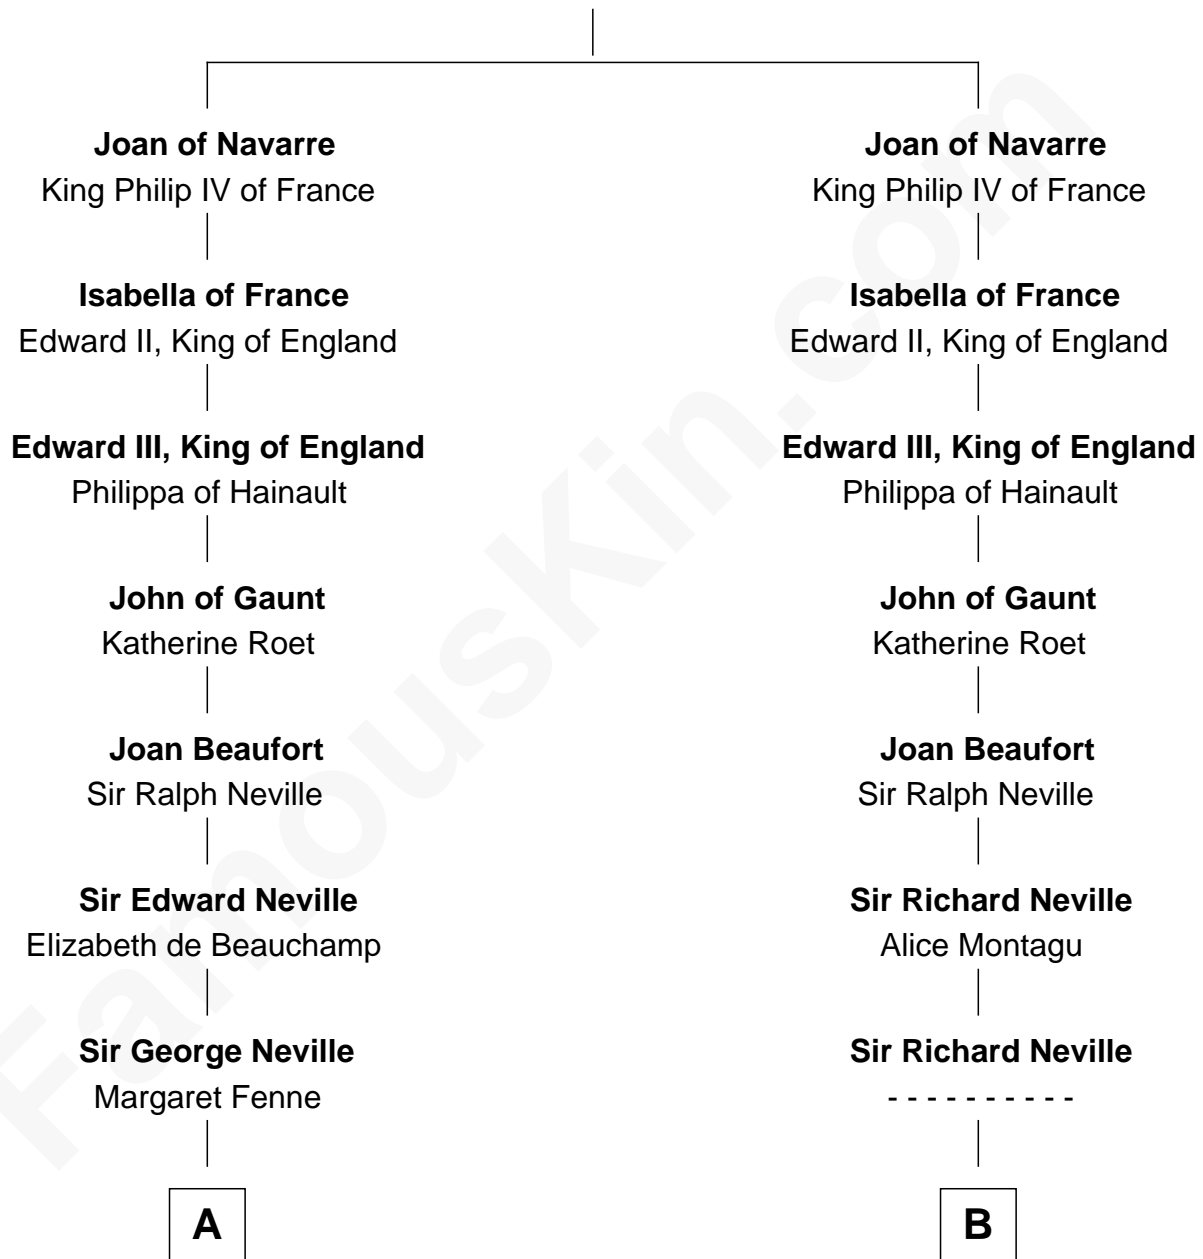 Joan of Navarre
King Philip IV of France
Isabella of France
Edward II, King of England
Edward III, King of England
Philippa of Hainault
John of Gaunt
Katherine Roet
Joan Beaufort
Sir Ralph Neville
Sir Edward Neville
Elizabeth de Beauchamp
Sir George Neville
Margaret Fenne
A
Joan of Navarre
King Philip IV of France
Isabella of France
Edward II, King of England
Edward III, King of England
Philippa of Hainault
John of Gaunt
Katherine Roet
Joan Beaufort
Sir Ralph Neville
Sir Richard Neville
Alice Montagu
Sir Richard Neville
- - - - - - - - - -
B
FamousKin.com